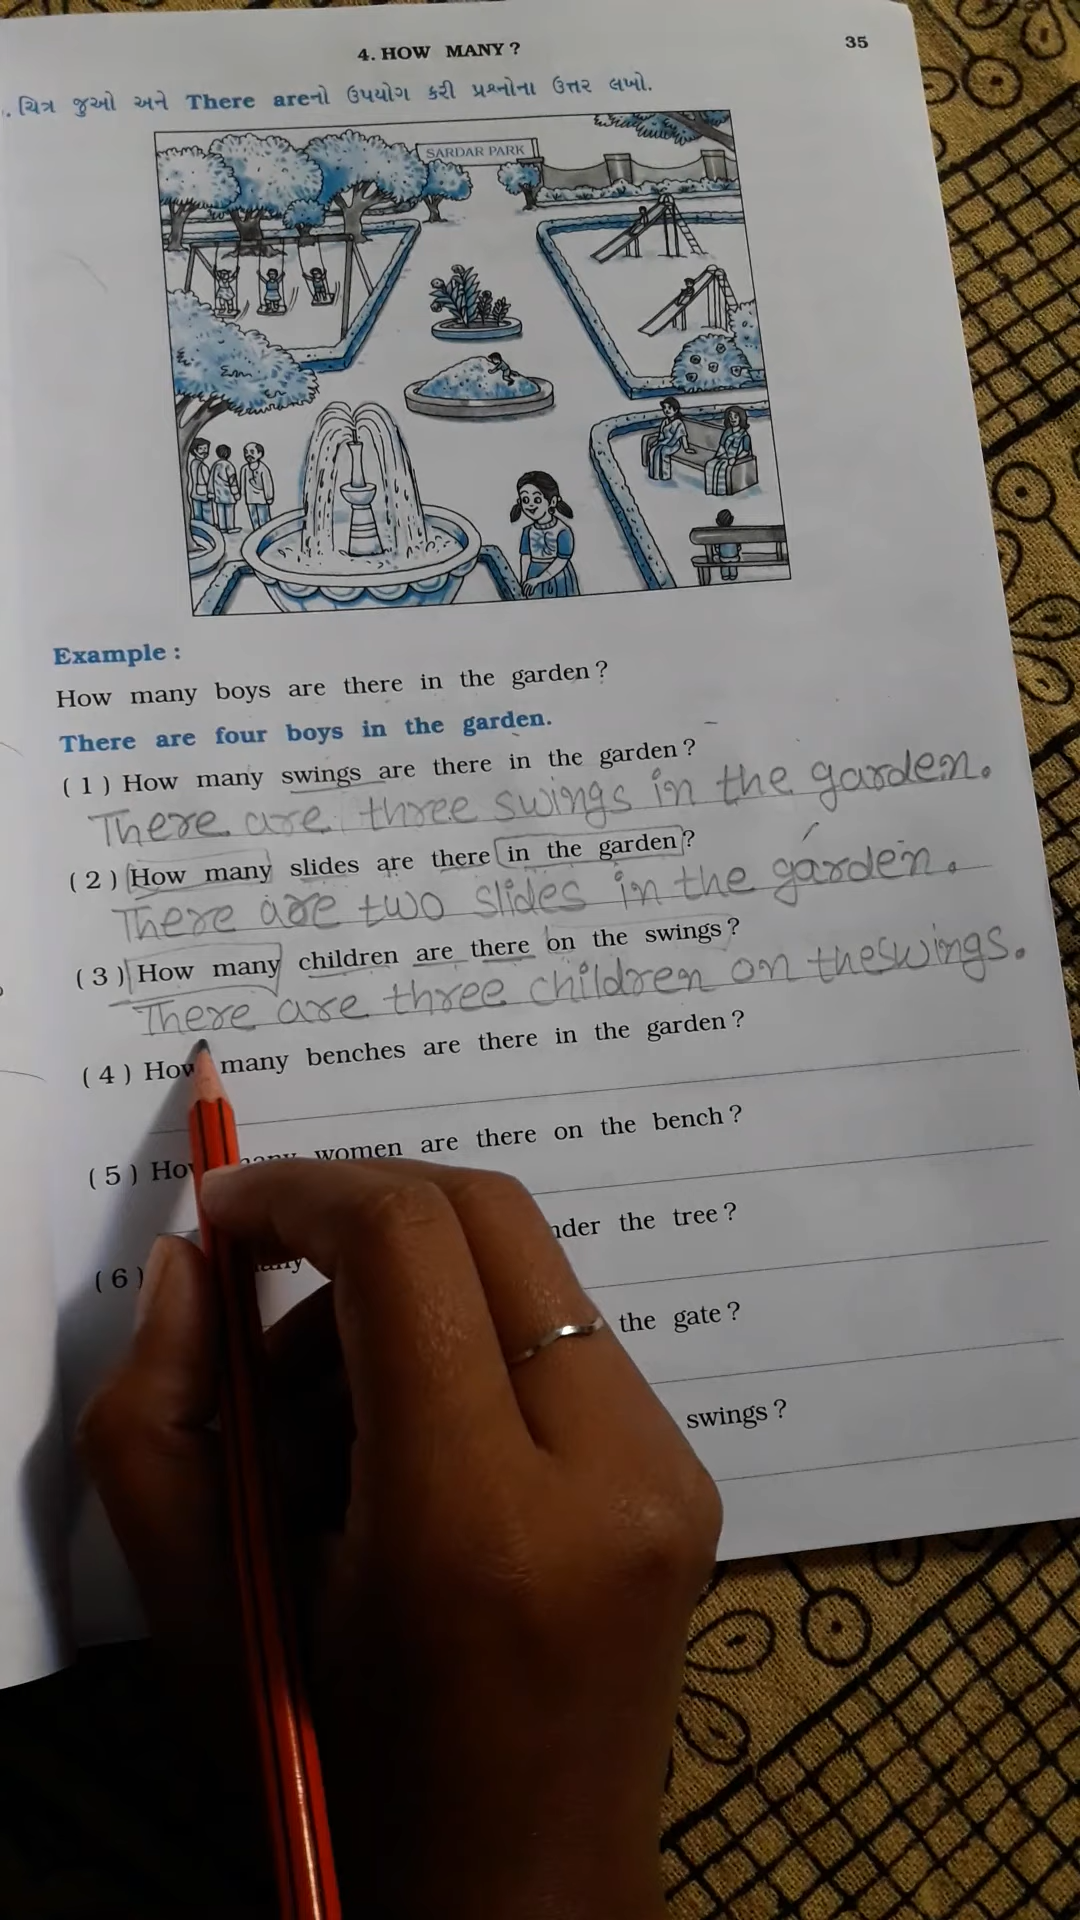 4. HOW MANY ?
35
ચિત્ર જુઓ અને There areનો ઉપયોગ કરી પ્રશ્નોના ઉત્તર લખો.
SARDAR PARK
Example :
How many boys are there in the garden ?
There are four boys in the garden.
( 1 ) How many swings are there in the garden ?
There are three swings in the garden.
( 2 ) How many slides are there in the garden ?
There are two slides in the garden.
( 3 ) How many children are there on the swings ?
There are three children on the swings.
( 4 ) How many benches are there in the garden ?
( 5 ) How many women are there on the bench ?
( 6 ) the tree ?
the gate ?
swings ?